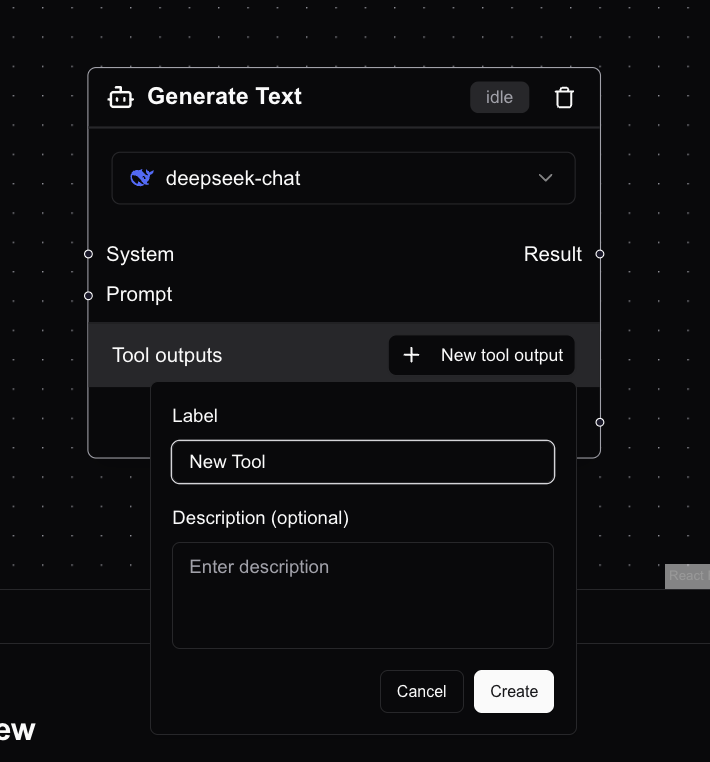 Generate Text
idle
deepseek-chat
System
Result
Prompt
Tool outputs
New tool output
Label
New Tool
Description (optional)
Enter description
React
Cancel
Create
ew